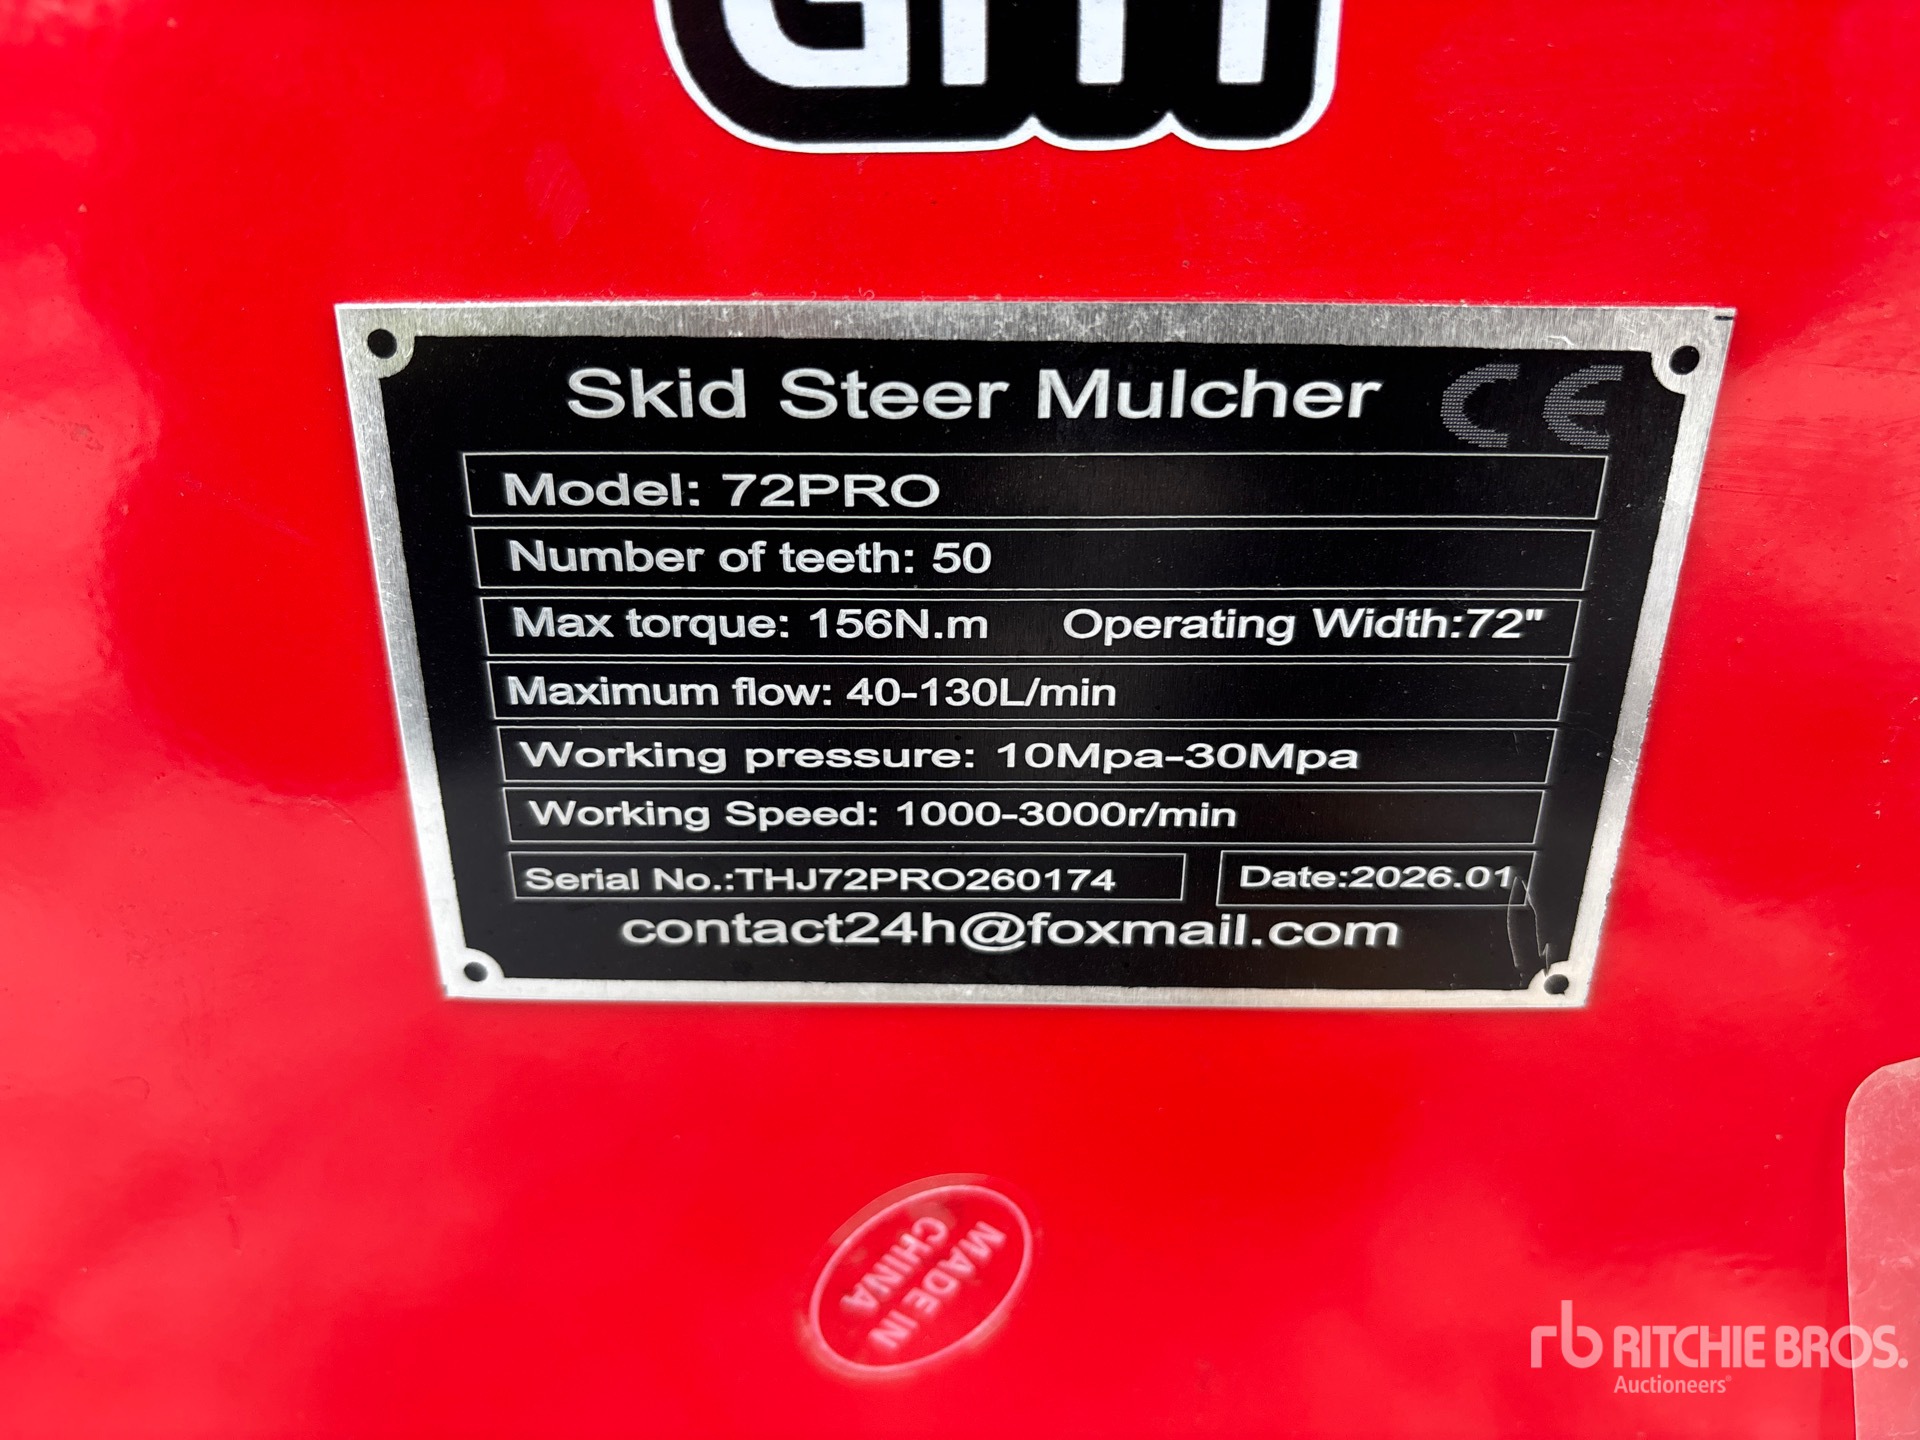 Skid Steer Mulcher CE
Model: 72PRO
Number of teeth: 50
Max torque: 156N.m Operating Width:72"
Maximum flow: 40-130L/min
Working pressure: 10Mpa-30Mpa
Working Speed: 1000-3000r/min
Serial No.:THJ72PRO260174 Date:2026.01
contact24h@foxmail.com
MADE IN
CHINA
rb RITCHIE BROS.
Auctioneers